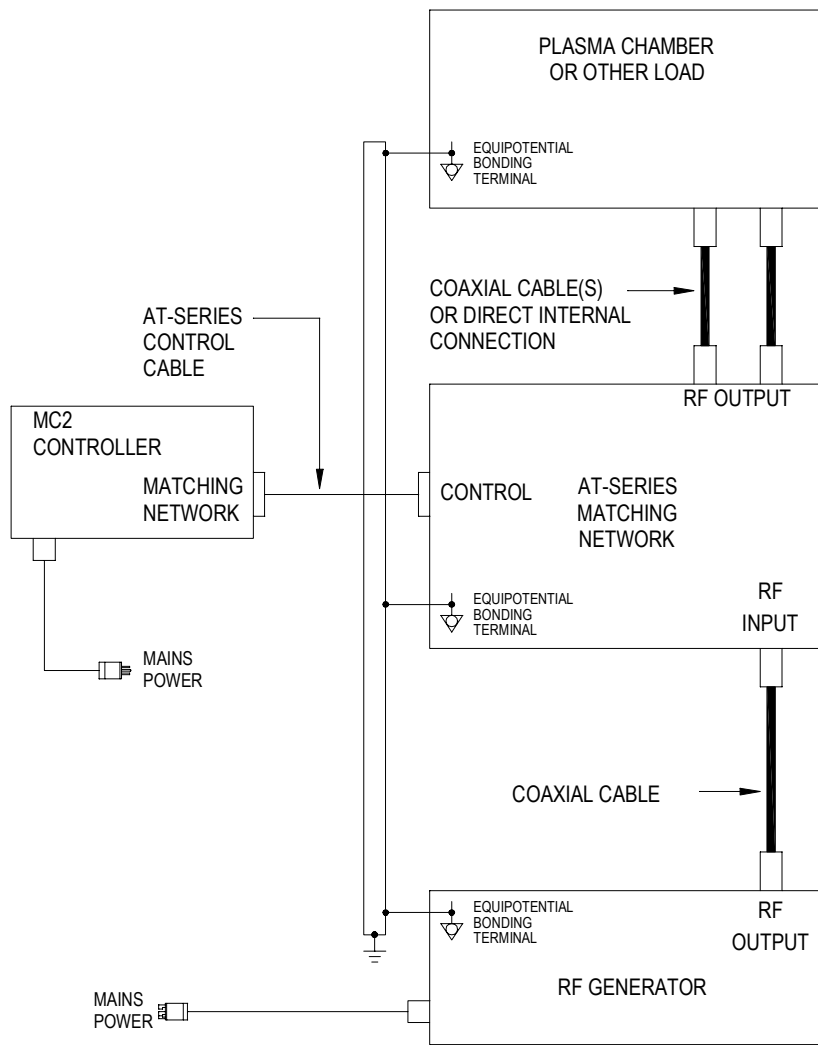 PLASMA CHAMBER
OR OTHER LOAD
EQUIPOTENTIAL
BONDING
TERMINAL
COAXIAL CABLE(S)
OR DIRECT INTERNAL
CONNECTION
AT-SERIES
CONTROL
CABLE
RF OUTPUT
MC2
CONTROLLER
MATCHING
NETWORK
CONTROL
AT-SERIES
MATCHING
NETWORK
EQUIPOTENTIAL
BONDING
TERMINAL
RF
INPUT
MAINS
POWER
COAXIAL CABLE
EQUIPOTENTIAL
BONDING
TERMINAL
RF
OUTPUT
RF GENERATOR
MAINS
POWER